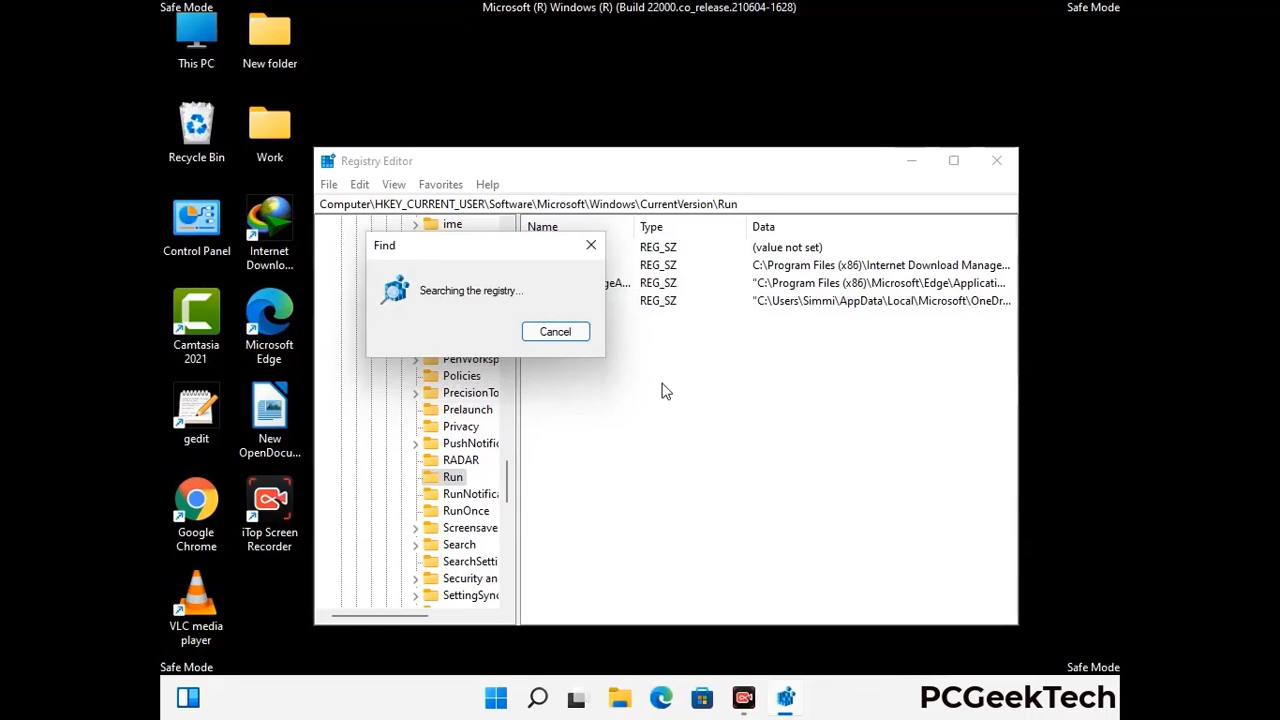 Safe Mode
Microsoft (R) Windows (R) (Build 22000.co_release.210604-1628)
Safe Mode
This PC
New folder
Recycle Bin
Work
Control Panel
Internet
Downlo...
Camtasia
2021
Microsoft
Edge
gedit
New
OpenDocu...
Google
Chrome
iTop Screen
Recorder
VLC media
player
Registry Editor
File Edit View Favorites Help
Computer\HKEY_CURRENT_USER\Software\Microsoft\Windows\CurrentVersion\Run
ime
PenWorksp
Policies
PrecisionTo
Prelaunch
Privacy
PushNotific
RADAR
Run
RunNotifica
RunOnce
Screensave
Search
SearchSetti
Security an
SettingSync
Name Type Data
REG_SZ (value not set)
REG_SZ C:\Program Files (x86)\Internet Download Manage...
geA... REG_SZ "C:\Program Files (x86)\Microsoft\Edge\Applicati...
REG_SZ "C:\Users\Simmi\AppData\Local\Microsoft\OneDr...
Find
Searching the registry...
Cancel
Safe Mode
Safe Mode
PCGeekTech